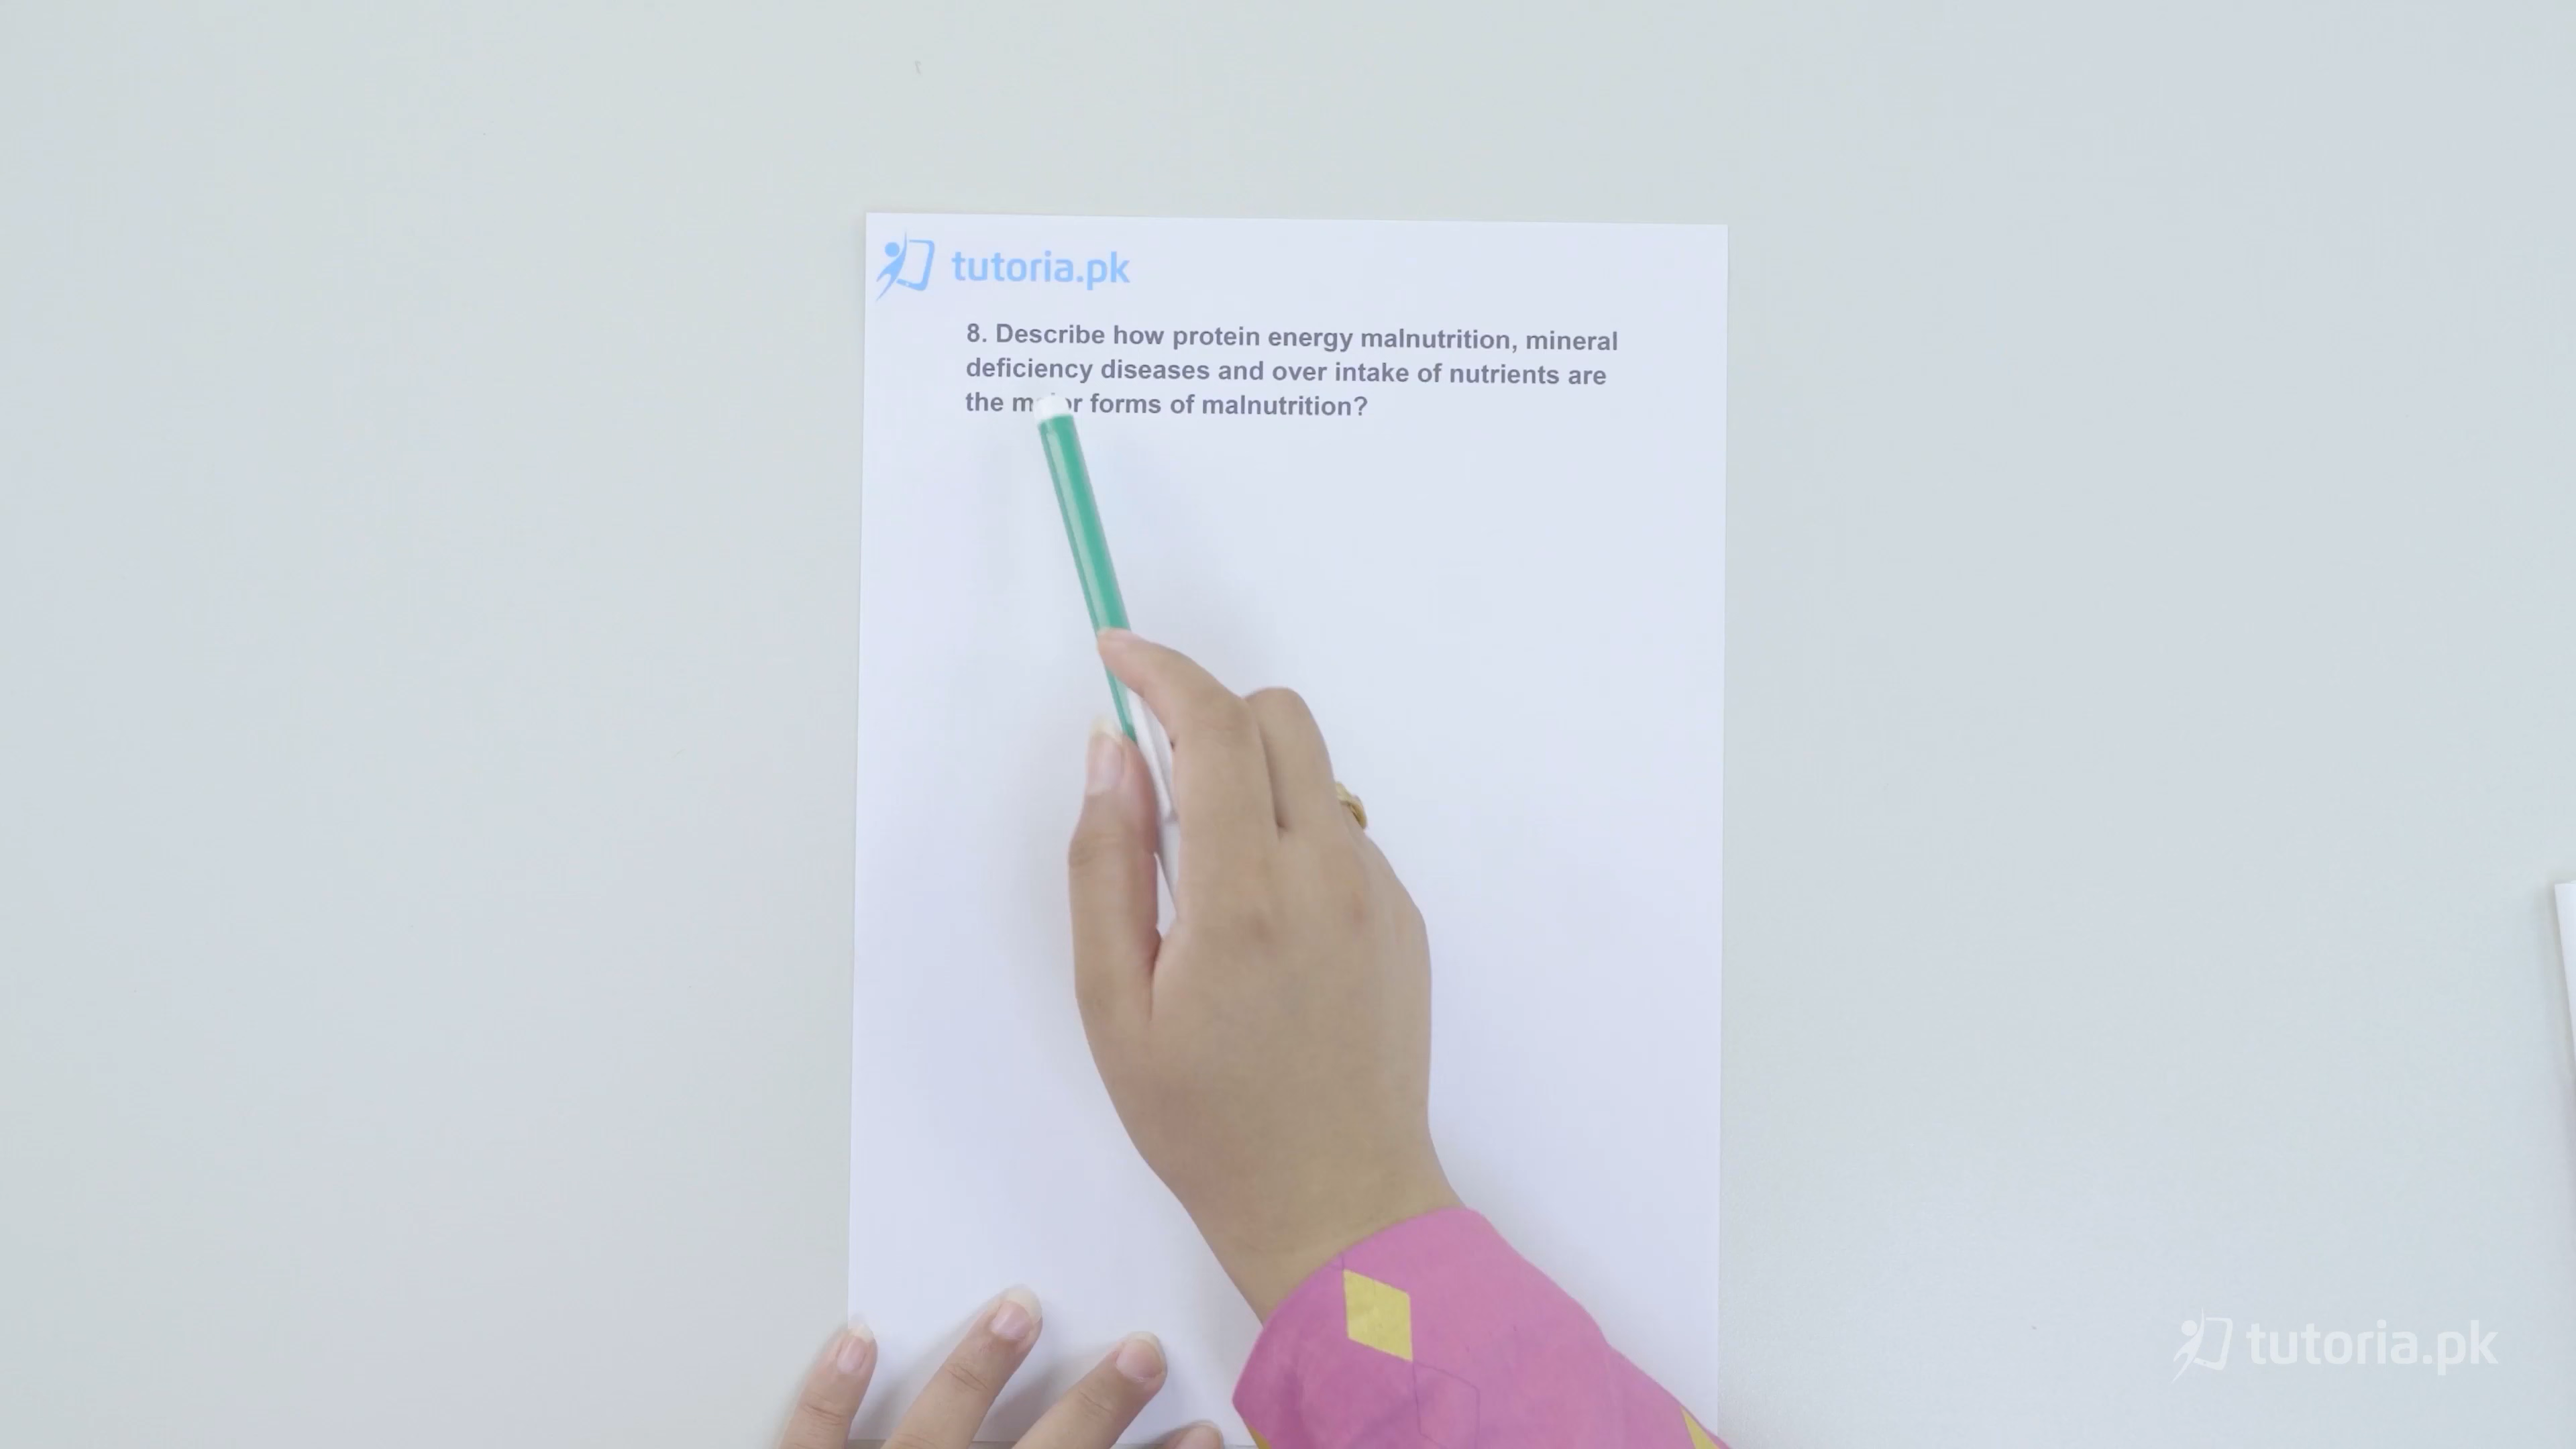 tutoria.pk
8. Describe how protein energy malnutrition, mineral
deficiency diseases and over intake of nutrients are
the major forms of malnutrition?
tutoria.pk